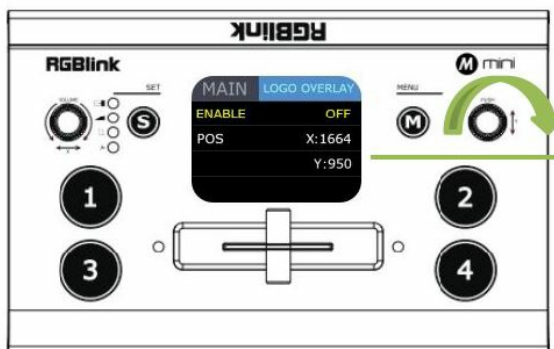 RGBlink
RGBlink
mini
SET
MENU
VOLUME
PUSH
S
M
MAIN
LOGO OVERLAY
ENABLE OFF
POS X:1664
Y:950
1
2
3
4